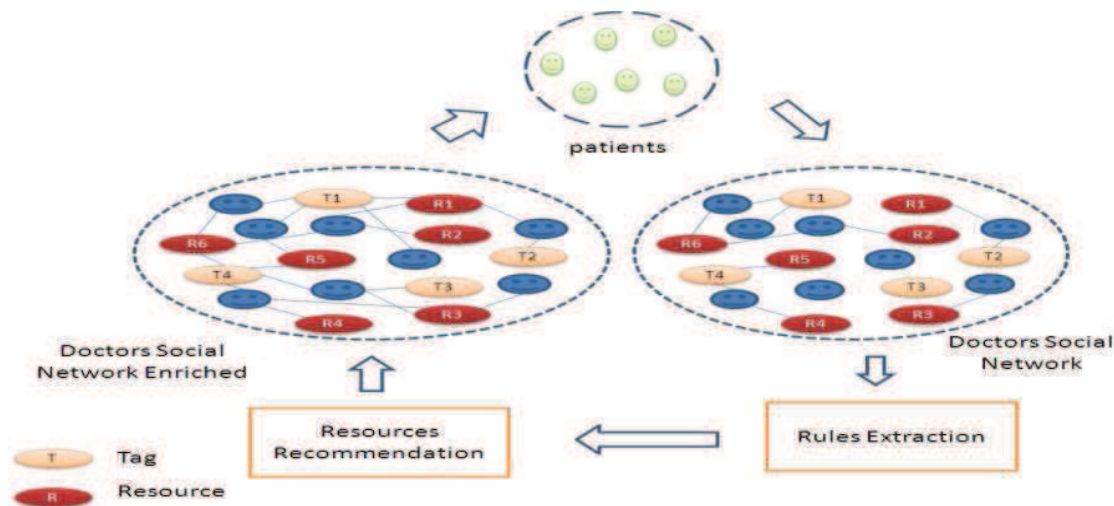 patients
T1
R1
R2
R6
R5
T2
T4
T3
R3
R4
Doctors Social
Network Enriched
T1
R1
R2
R6
R5
T2
T4
T3
R3
R4
Doctors Social
Network
Resources
Recommendation
Rules Extraction
T Tag
R Resource